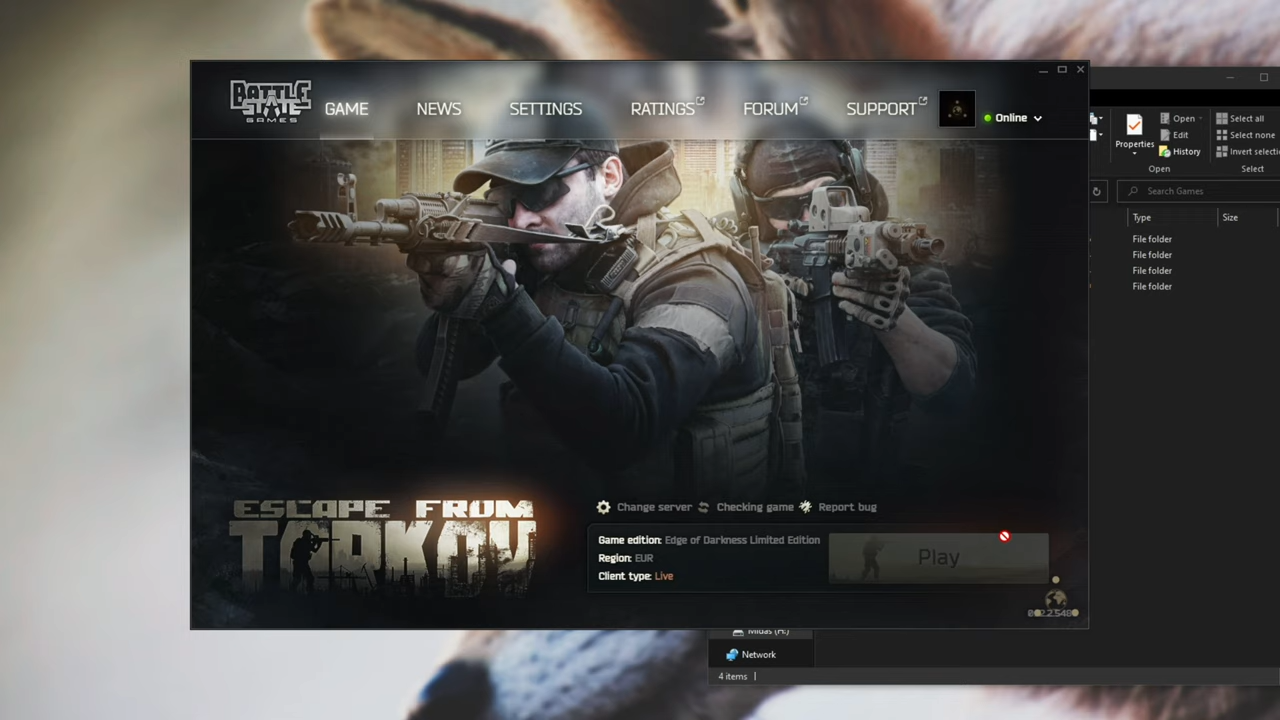 BATTLE
STATE
GAMES
GAME
NEWS
SETTINGS
RATINGS
FORUM
SUPPORT
Online
Properties
Open
Edit
History
Open
Select all
Select none
Invert selecti
Select
Search Games
Type
Size
File folder
File folder
File folder
File folder
ESCAPE FROM
TARKOV
Change server
Checking game
Report bug
Game edition: Edge of Darkness Limited Edition
Region: EUR
Client type: Live
Play
Midas (H:)
Network
4 items